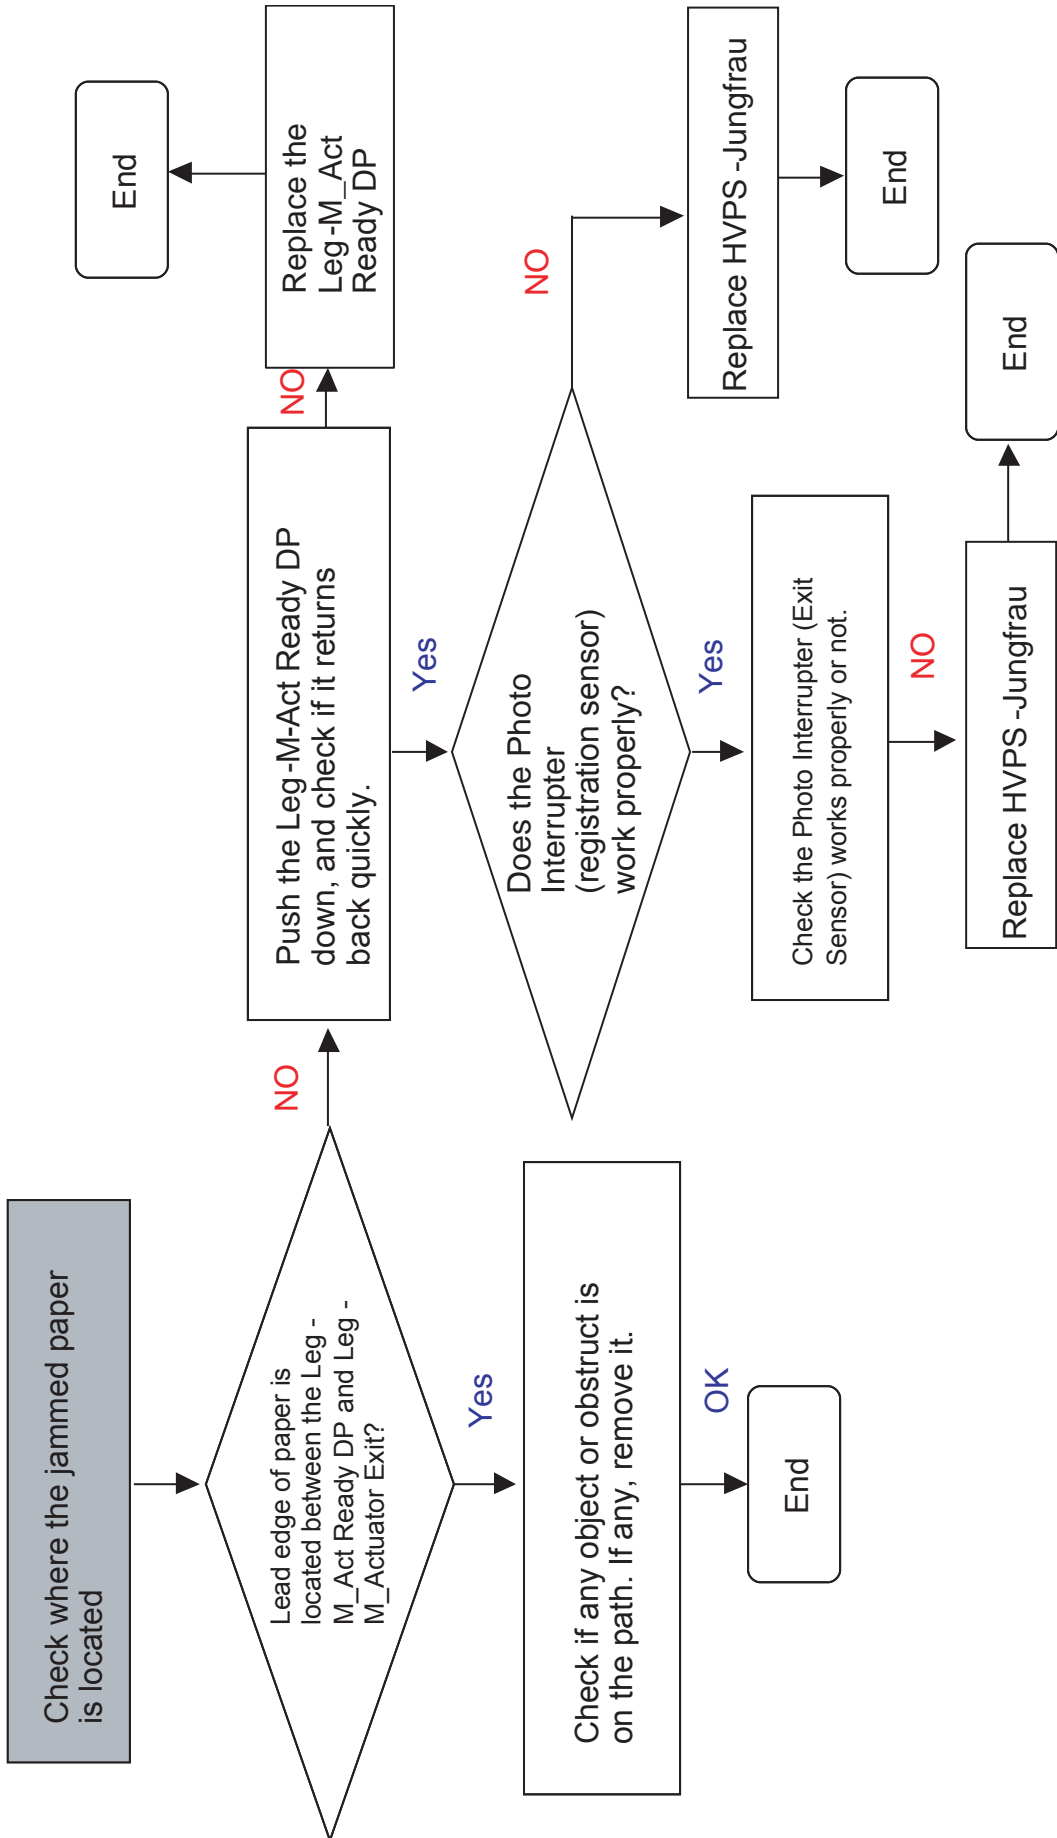 Check where the jammed paper
is located
Lead edge of paper is
located between the Leg -
M_Act Ready DP and Leg -
M_Actuator Exit?
Yes
Check if any object or obstruct is
on the path. If any, remove it.
OK
End
NO
Push the Leg-M-Act Ready DP
down, and check if it returns
back quickly.
NO
Replace the
Leg-M_Act
Ready DP
End
Yes
Does the Photo
Interrupter
(registration sensor)
work properly?
NO
Replace HVPS -Jungfrau
End
Yes
Check the Photo Interrupter (Exit
Sensor) works properly or not.
NO
Replace HVPS -Jungfrau
End